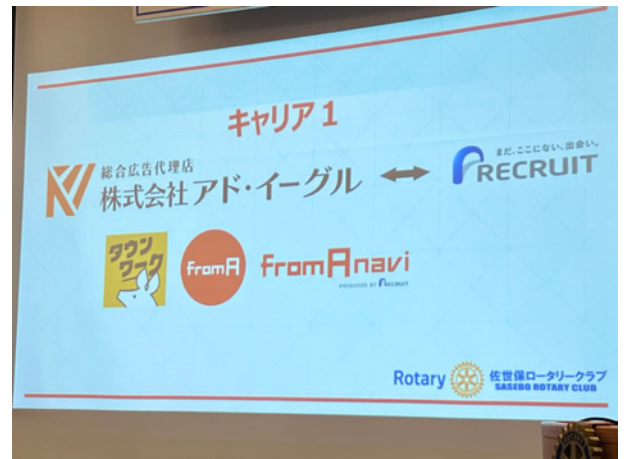 キャリア1
総合広告代理店
株式会社アド・イーグル
まだ、ここにない、出会い。
RECRUIT
タウン
ワーク
fromA
fromAnavi
PRODUCED BY RECRUIT
Rotary
佐世保ロータリークラブ
SASEBO ROTARY CLUB